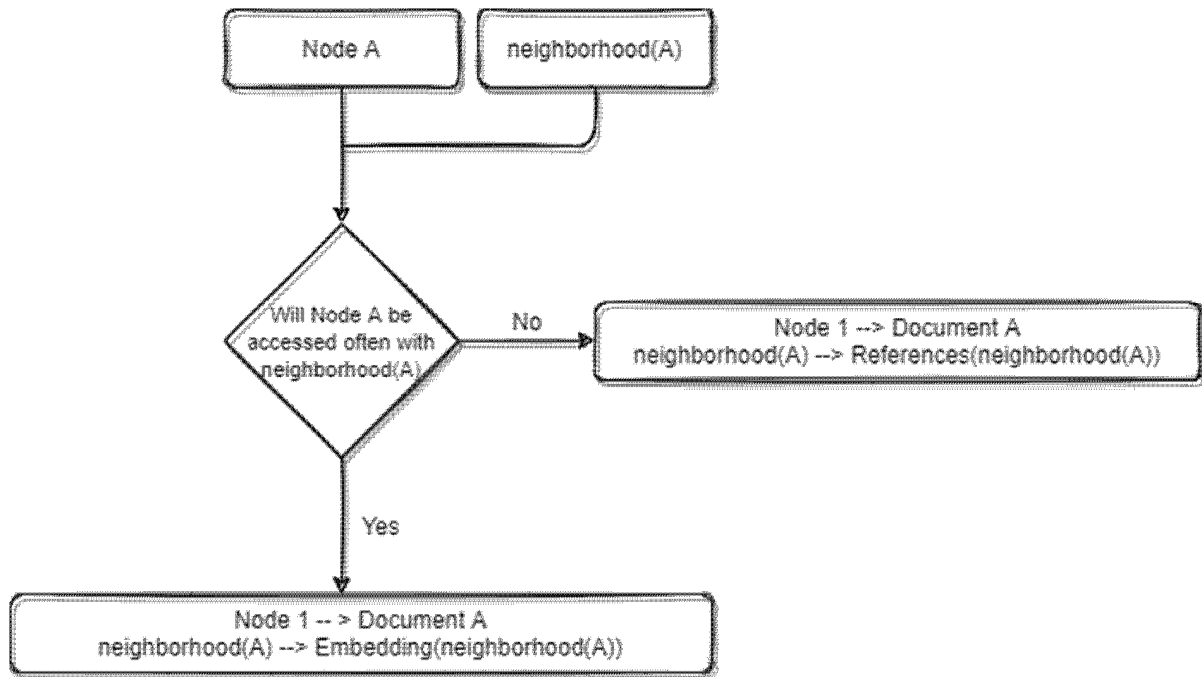 Node A
neighborhood(A)
Will Node A be
accessed often with
neighborhood(A)
No
Node 1 --> Document A
neighborhood(A) --> References(neighborhood(A))
Yes
Node 1 -- > Document A
neighborhood(A) --> Embedding(neighborhood(A))